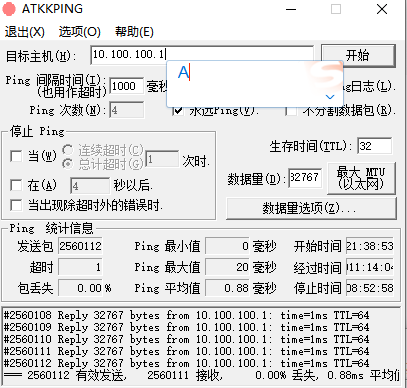 ATKKPING
退出(X) 选项(O) 帮助(F)
目标主机(H): 10.100.100.1 开始
A
Ping 间隔时间(I): 1000 毫秒
(也用作超时)
日志(L).
Ping 次数(N): 4 永远Ping(V). 不分割数据包(R).
停止 Ping
当(W) 连续超时(C) 1 次时.
总计超时(G)
生存时间(TTL): 32
在(A) 4 秒以后.
数据量(D): 32767 最大 MTU
(以太网)
当出现除超时外的错误时.
数据量选项(Z)...
Ping 统计信息
发送包 2560112 Ping 最小值 0 毫秒 开始时间 21:38:53
超时 1 Ping 最大值 20 毫秒 经过时间 011:14:04
包丢失 0.00 % Ping 平均值 0.88 毫秒 停止时间 08:52:58
#2560108 Reply 32767 bytes from 10.100.100.1: time=1ms TTL=64
#2560109 Reply 32767 bytes from 10.100.100.1: time=1ms TTL=64
#2560110 Reply 32767 bytes from 10.100.100.1: time=1ms TTL=64
#2560111 Reply 32767 bytes from 10.100.100.1: time=1ms TTL=64
#2560112 Reply 32767 bytes from 10.100.100.1: time=1ms TTL=64
=== 2560112 有效发送, 2560111 接收, 0.00% 丢失, 0.88ms 平均